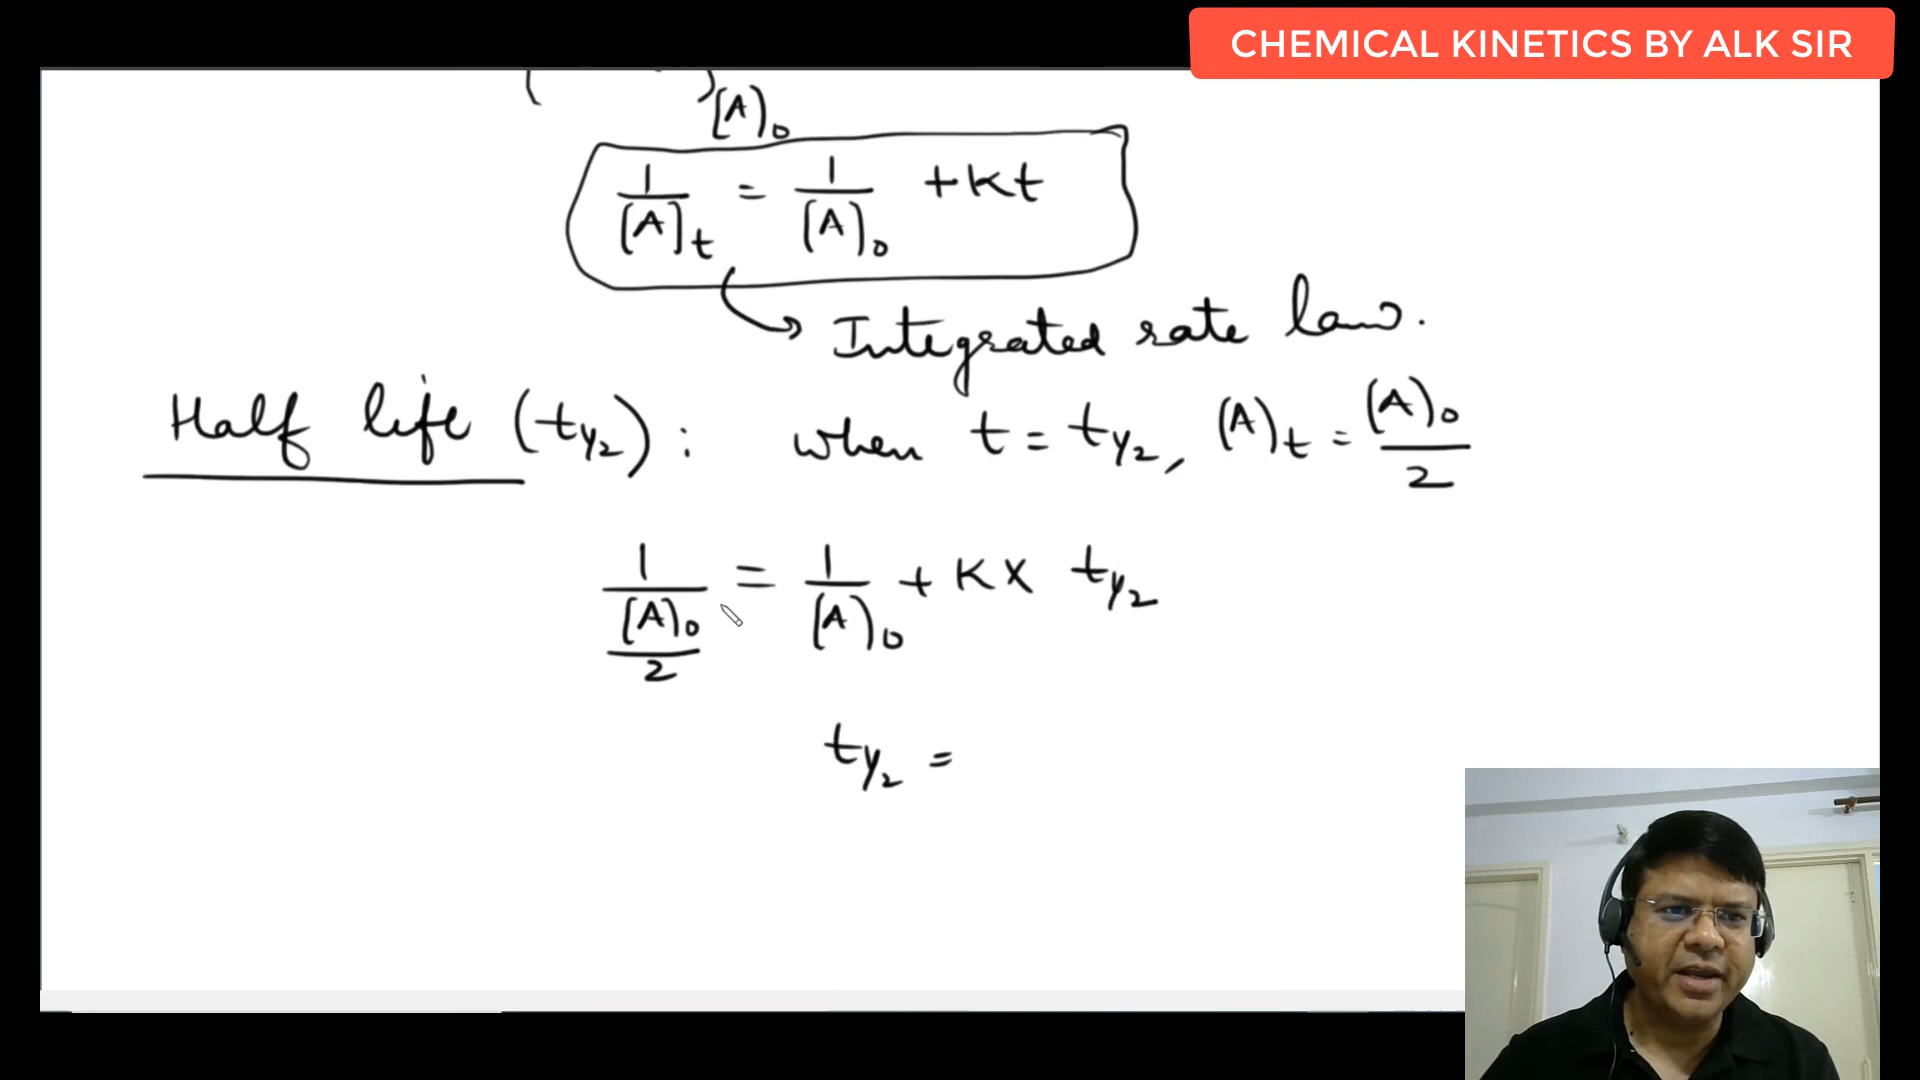 CHEMICAL KINETICS BY ALK SIR
[A]₀
1/[A]t = 1/[A]₀ + Kt
Integrated rate law.
Half life (t½) : when t = t½, [A]t = [A]₀/2
1/([A]₀/2) = 1/[A]₀ + K x t½
t½ =